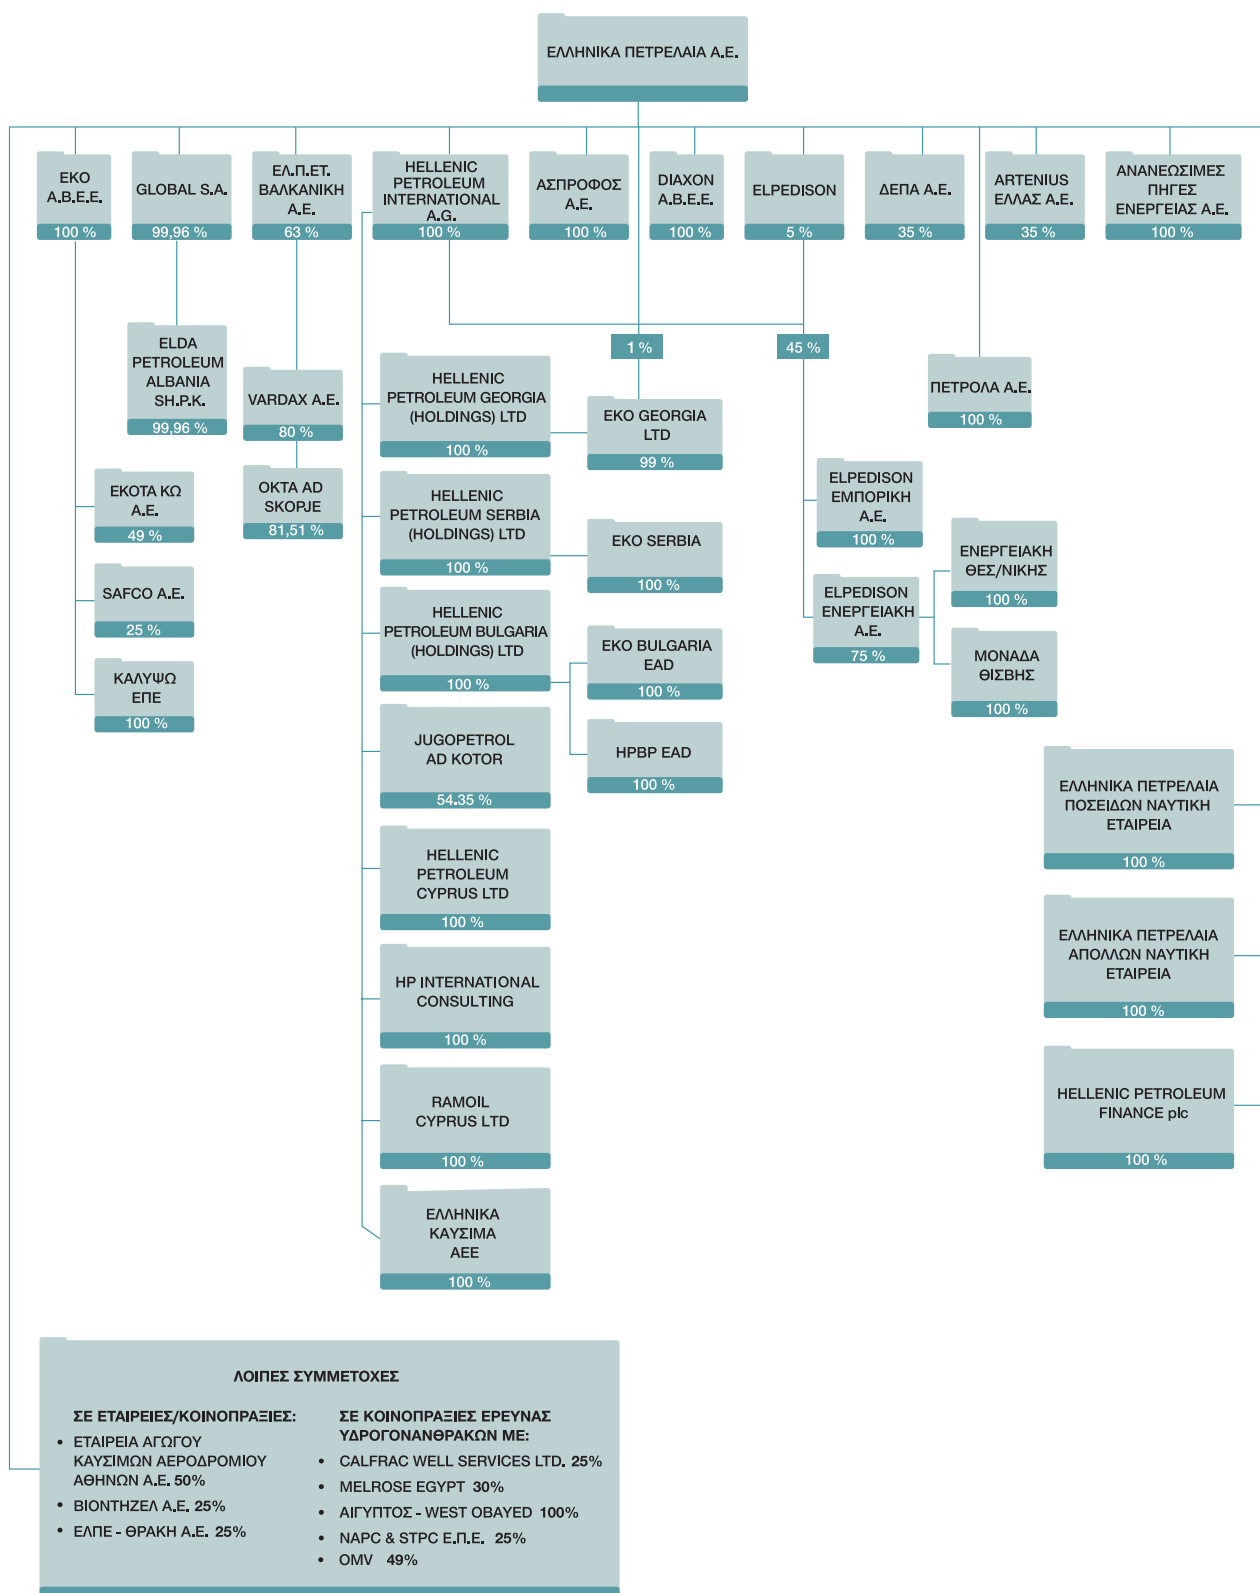 ΕΛΛΗΝΙΚΑ ΠΕΤΡΕΛΑΙΑ Α.Ε.
ΕΚΟ
Α.Β.Ε.Ε.
100 %
GLOBAL S.A.
99,96 %
ΕΛ.Π.ΕΤ.
ΒΑΛΚΑΝΙΚΗ
Α.Ε.
63 %
HELLENIC
PETROLEUM
INTERNATIONAL
A.G.
100 %
ΑΣΠΡΟΦΟΣ
Α.Ε.
100 %
DIAXON
Α.Β.Ε.Ε.
100 %
ELPEDISON
5 %
ΔΕΠΑ Α.Ε.
35 %
ARTENIUS
ΕΛΛΑΣ Α.Ε.
35 %
ΑΝΑΝΕΩΣΙΜΕΣ
ΠΗΓΕΣ
ΕΝΕΡΓΕΙΑΣ Α.Ε.
100 %
ELDA
PETROLEUM
ALBANIA
SH.P.K.
99,96 %
VARDAX Α.Ε.
80 %
OKTA AD
SKOPJE
81,51 %
ΕΚΟΤΑ ΚΩ
Α.Ε.
49 %
SAFCO Α.Ε.
25 %
ΚΑΛΥΨΩ
ΕΠΕ
100 %
1 %
45 %
HELLENIC
PETROLEUM GEORGIA
(HOLDINGS) LTD
100 %
EKO GEORGIA
LTD
99 %
HELLENIC
PETROLEUM SERBIA
(HOLDINGS) LTD
100 %
EKO SERBIA
100 %
HELLENIC
PETROLEUM BULGARIA
(HOLDINGS) LTD
100 %
EKO BULGARIA
EAD
100 %
HPBP EAD
100 %
JUGOPETROL
AD KOTOR
54.35 %
HELLENIC
PETROLEUM
CYPRUS LTD
100 %
HP INTERNATIONAL
CONSULTING
100 %
RAMOIL
CYPRUS LTD
100 %
ΕΛΛΗΝΙΚΑ
ΚΑΥΣΙΜΑ
ΑΕΕ
100 %
ΠΕΤΡΟΛΑ Α.Ε.
100 %
ELPEDISON
ΕΜΠΟΡΙΚΗ
Α.Ε.
100 %
ELPEDISON
ΕΝΕΡΓΕΙΑΚΗ
Α.Ε.
75 %
ΕΝΕΡΓΕΙΑΚΗ
ΘΕΣ/ΝΙΚΗΣ
100 %
ΜΟΝΑΔΑ
ΘΙΣΒΗΣ
100 %
ΕΛΛΗΝΙΚΑ ΠΕΤΡΕΛΑΙΑ
ΠΟΣΕΙΔΩΝ ΝΑΥΤΙΚΗ
ΕΤΑΙΡΕΙΑ
100 %
ΕΛΛΗΝΙΚΑ ΠΕΤΡΕΛΑΙΑ
ΑΠΟΛΛΩΝ ΝΑΥΤΙΚΗ
ΕΤΑΙΡΕΙΑ
100 %
HELLENIC PETROLEUM
FINANCE plc
100 %
ΛΟΙΠΕΣ ΣΥΜΜΕΤΟΧΕΣ
ΣΕ ΕΤΑΙΡΕΙΕΣ/ΚΟΙΝΟΠΡΑΞΙΕΣ:
• ΕΤΑΙΡΕΙΑ ΑΓΩΓΟΥ
ΚΑΥΣΙΜΩΝ ΑΕΡΟΔΡΟΜΙΟΥ
ΑΘΗΝΩΝ Α.Ε. 50%
• ΒΙΟΝΤΗΖΕΛ Α.Ε. 25%
• ΕΛΠΕ - ΘΡΑΚΗ Α.Ε. 25%
ΣΕ ΚΟΙΝΟΠΡΑΞΙΕΣ ΕΡΕΥΝΑΣ
ΥΔΡΟΓΟΝΑΝΘΡΑΚΩΝ ΜΕ:
• CALFRAC WELL SERVICES LTD. 25%
• MELROSE EGYPT 30%
• ΑΙΓΥΠΤΟΣ - WEST OBAYED 100%
• NAPC & STPC Ε.Π.Ε. 25%
• OMV 49%